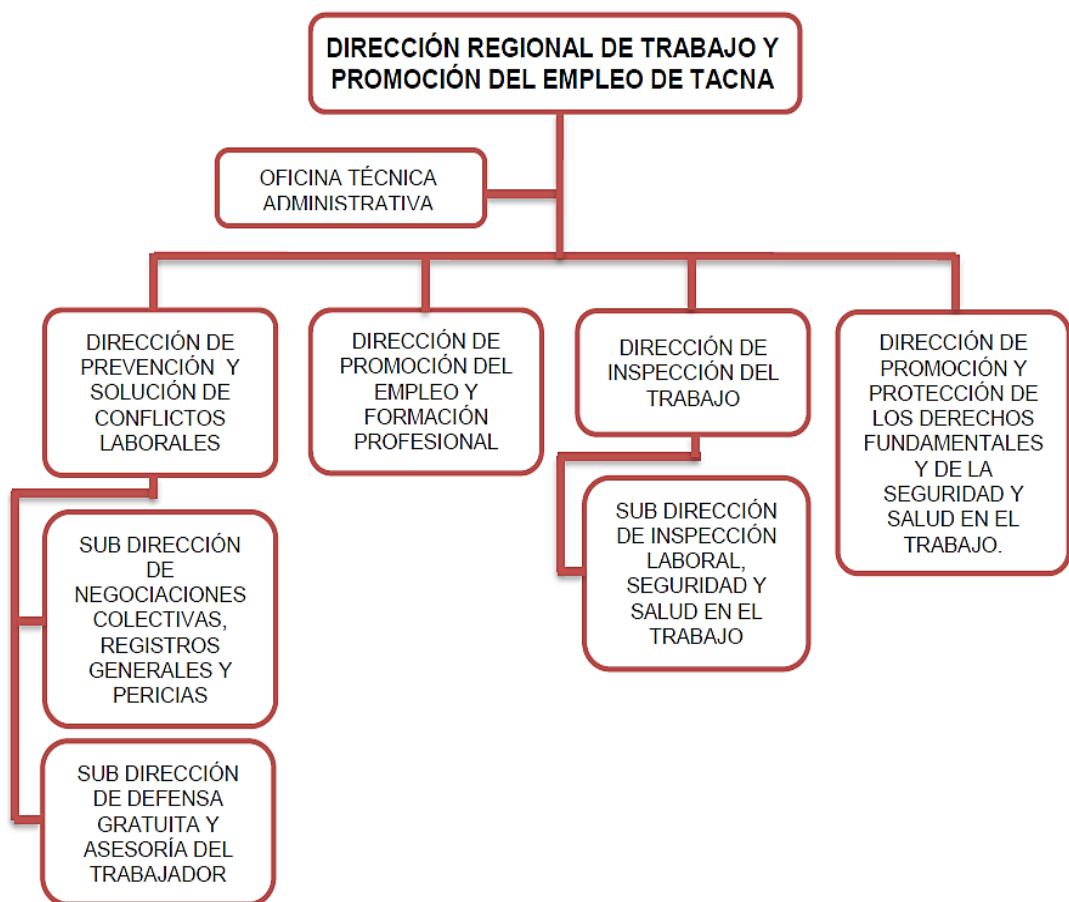 DIRECCIÓN REGIONAL DE TRABAJO Y
PROMOCIÓN DEL EMPLEO DE TACNA
OFICINA TÉCNICA
ADMINISTRATIVA
DIRECCIÓN DE
PREVENCIÓN Y
SOLUCIÓN DE
CONFLICTOS
LABORALES
DIRECCIÓN DE
PROMOCIÓN DEL
EMPLEO Y
FORMACIÓN
PROFESIONAL
DIRECCIÓN DE
INSPECCIÓN DEL
TRABAJO
DIRECCIÓN DE
PROMOCIÓN Y
PROTECCIÓN DE
LOS DERECHOS
FUNDAMENTALES
Y DE LA
SEGURIDAD Y
SALUD EN EL
TRABAJO.
SUB DIRECCIÓN
DE
NEGOCIACIONES
COLECTIVAS,
REGISTROS
GENERALES Y
PERICIAS
SUB DIRECCIÓN
DE INSPECCIÓN
LABORAL,
SEGURIDAD Y
SALUD EN EL
TRABAJO
SUB DIRECCIÓN
DE DEFENSA
GRATUITA Y
ASESORÍA DEL
TRABAJADOR